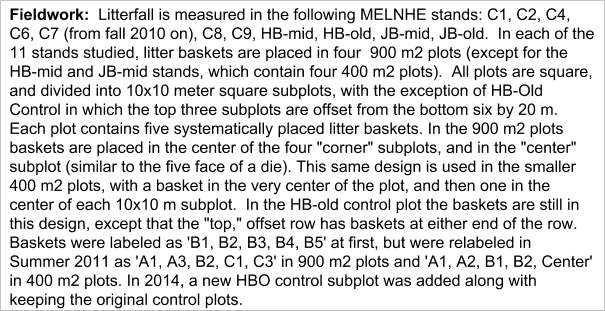 Fieldwork:  Litterfall is measured in the following MELNHE stands: C1, C2, C4,
C6, C7 (from fall 2010 on), C8, C9, HB-mid, HB-old, JB-mid, JB-old.  In each of the
11 stands studied, litter baskets are placed in four  900 m2 plots (except for the
HB-mid and JB-mid stands, which contain four 400 m2 plots).  All plots are square,
and divided into 10x10 meter square subplots, with the exception of HB-Old
Control in which the top three subplots are offset from the bottom six by 20 m.
Each plot contains five systematically placed litter baskets. In the 900 m2 plots
baskets are placed in the center of the four "corner" subplots, and in the "center"
subplot (similar to the five face of a die). This same design is used in the smaller
400 m2 plots, with a basket in the very center of the plot, and then one in the
center of each 10x10 m subplot.  In the HB-old control plot the baskets are still in
this design, except that the "top," offset row has baskets at either end of the row.
Baskets were labeled as 'B1, B2, B3, B4, B5' at first, but were relabeled in
Summer 2011 as 'A1, A3, B2, C1, C3' in 900 m2 plots and 'A1, A2, B1, B2, Center'
in 400 m2 plots. In 2014, a new HBO control subplot was added along with
keeping the original control plots.